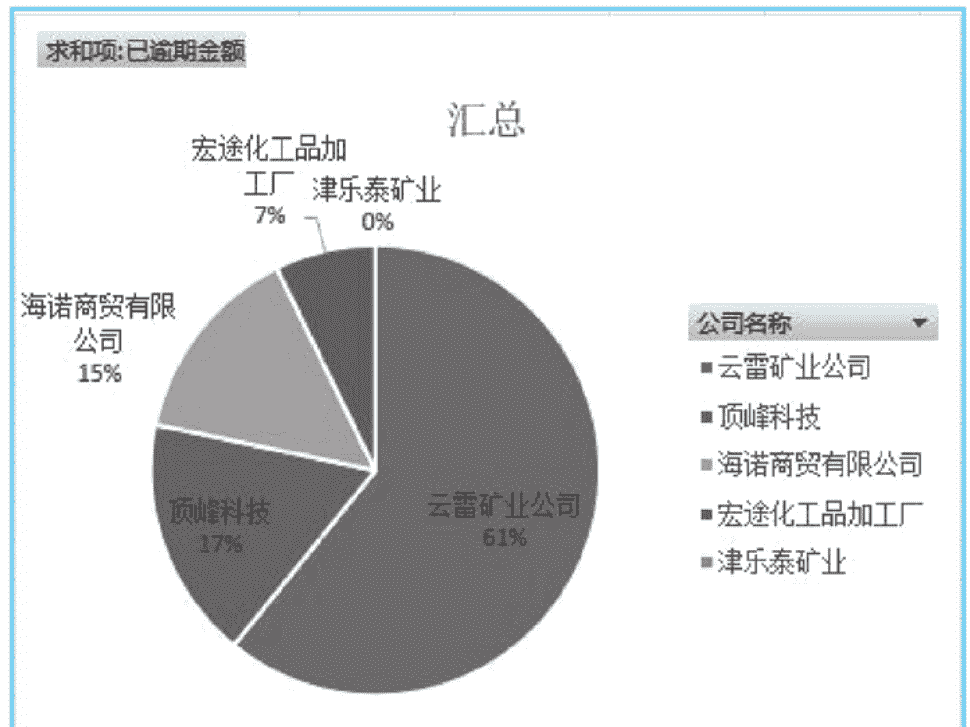 求和项:已逾期金额
汇总
宏途化工品加
工厂
7%
津乐泰矿业
0%
海诺商贸有限
公司
15%
顶峰科技
17%
云雷矿业公司
61%
公司名称
云雷矿业公司
顶峰科技
海诺商贸有限公司
宏途化工品加工厂
津乐泰矿业